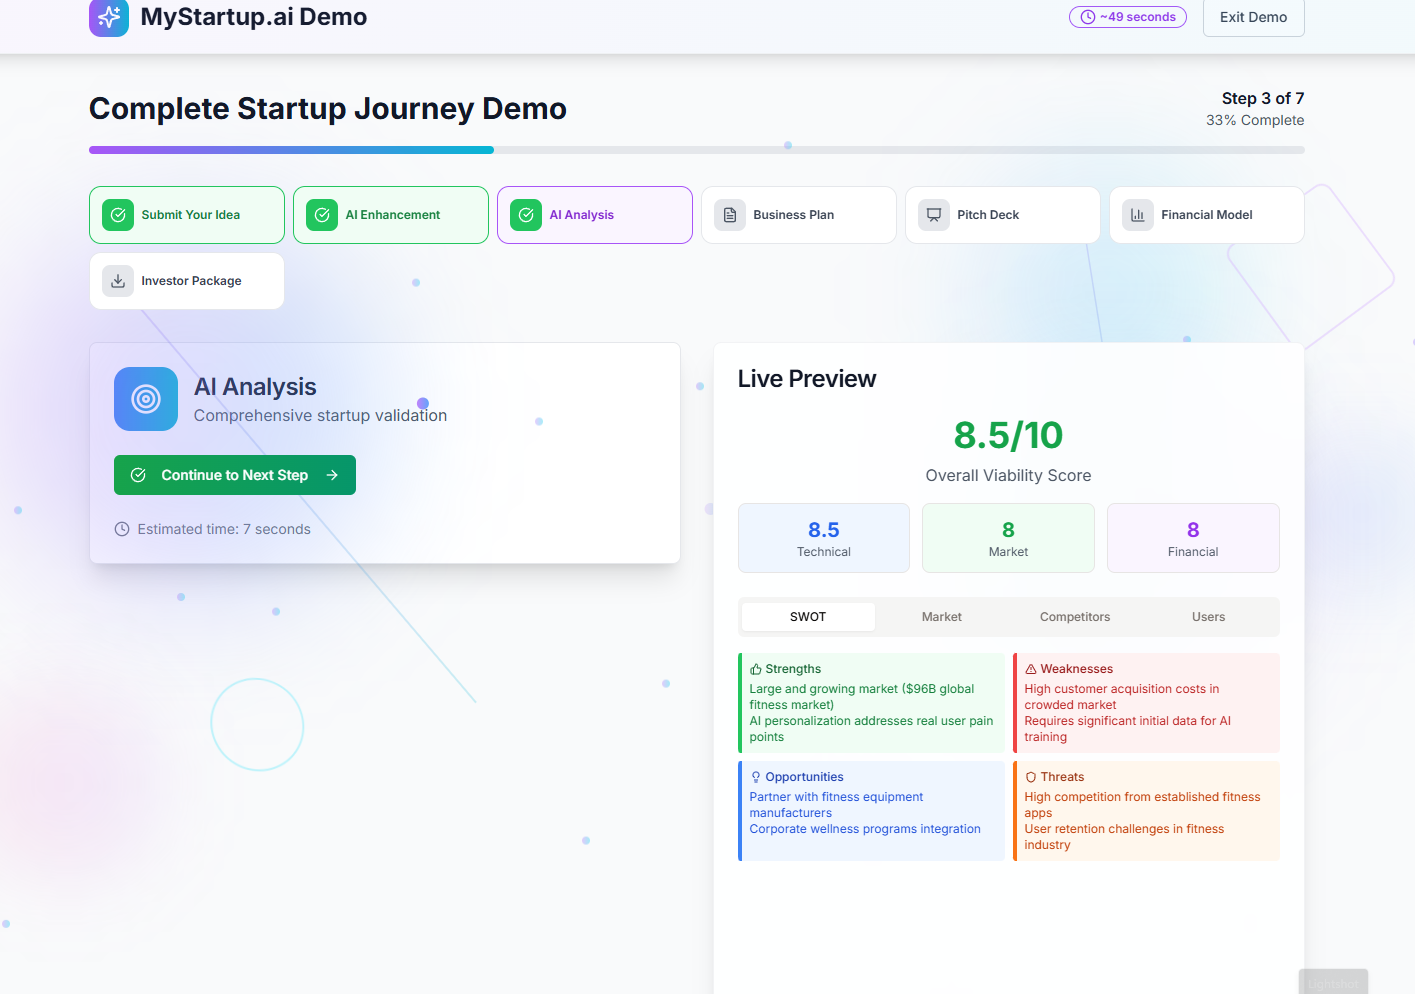 MyStartup.ai Demo
~49 seconds
Exit Demo
Complete Startup Journey Demo
Step 3 of 7
33% Complete
Submit Your Idea
AI Enhancement
AI Analysis
Business Plan
Pitch Deck
Financial Model
Investor Package
AI Analysis
Comprehensive startup validation
Continue to Next Step
Estimated time: 7 seconds
Live Preview
8.5/10
Overall Viability Score
8.5
Technical
8
Market
8
Financial
SWOT
Market
Competitors
Users
Strengths
Large and growing market ($96B global
fitness market)
AI personalization addresses real user pain
points
Weaknesses
High customer acquisition costs in
crowded market
Requires significant initial data for AI
training
Opportunities
Partner with fitness equipment
manufacturers
Corporate wellness programs integration
Threats
High competition from established fitness
apps
User retention challenges in fitness
industry